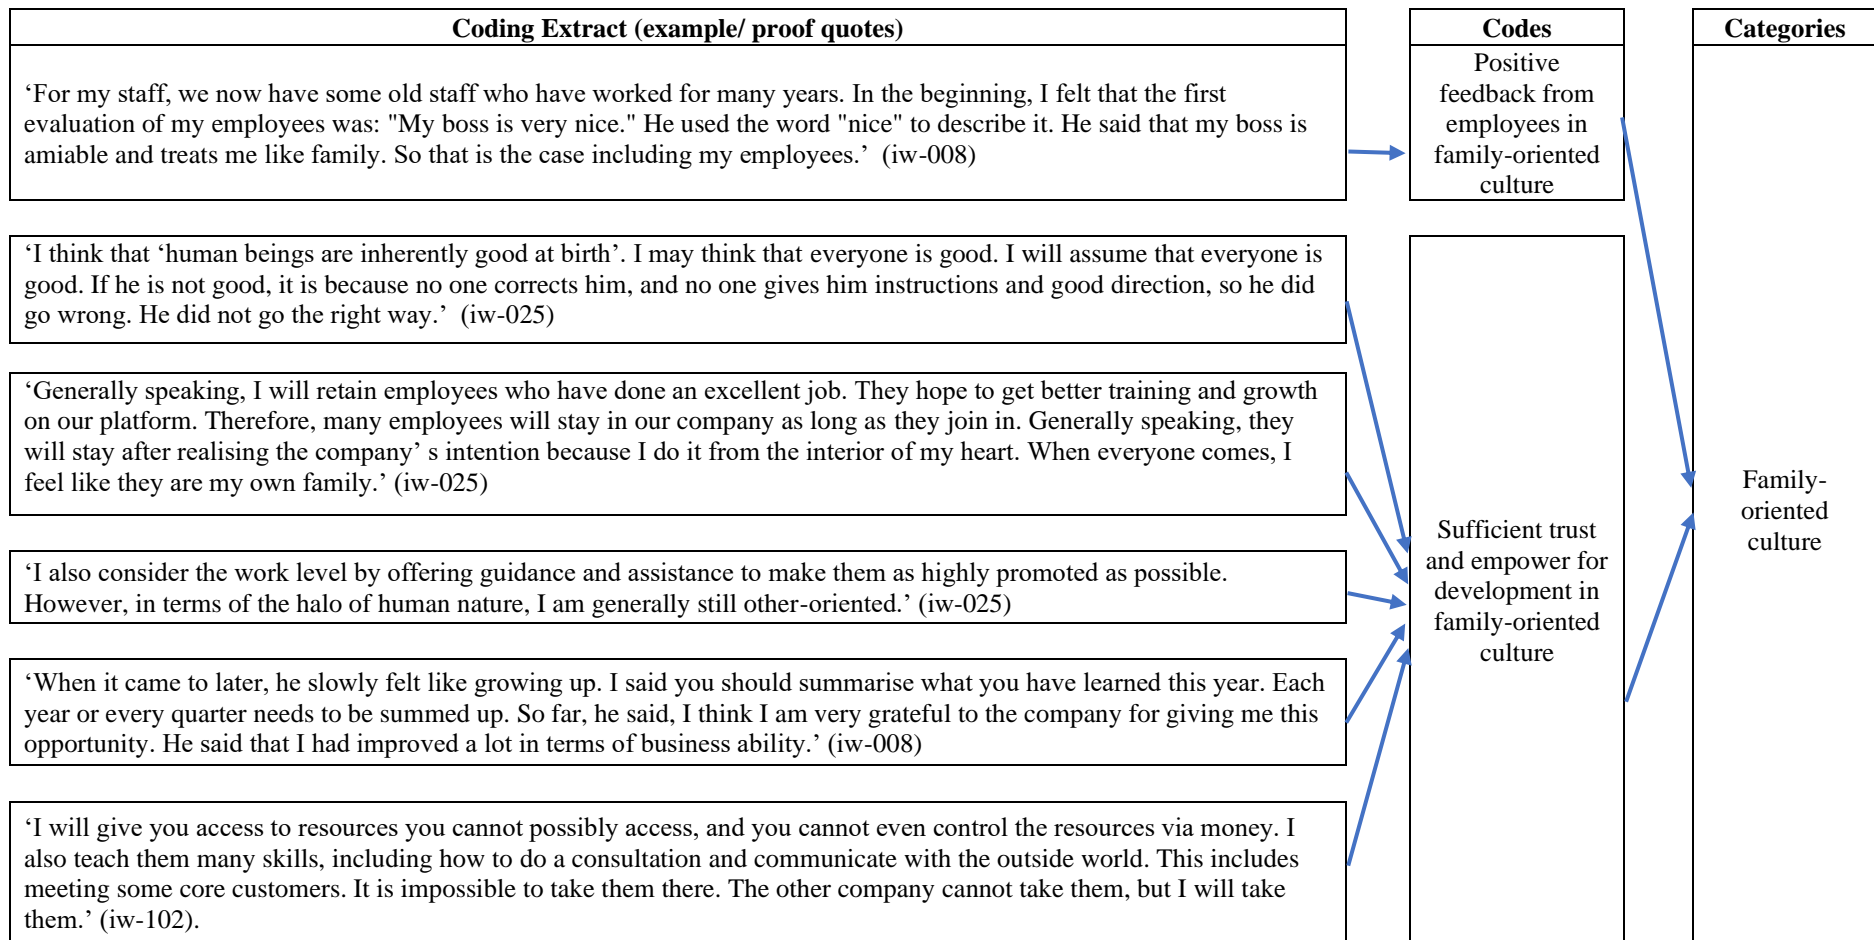 Coding Extract (example/ proof quotes)
Codes
Categories
‘For my staff, we now have some old staff who have worked for many years. In the beginning, I felt that the first
evaluation of my employees was: "My boss is very nice." He used the word "nice" to describe it. He said that my boss is
amiable and treats me like family. So that is the case including my employees.’ (iw-008)
Positive
feedback from
employees in
family-oriented
culture
‘I think that ‘human beings are inherently good at birth’. I may think that everyone is good. I will assume that everyone is
good. If he is not good, it is because no one corrects him, and no one gives him instructions and good direction, so he did
go wrong. He did not go the right way.’ (iw-025)
‘Generally speaking, I will retain employees who have done an excellent job. They hope to get better training and growth
on our platform. Therefore, many employees will stay in our company as long as they join in. Generally speaking, they
will stay after realising the company’ s intention because I do it from the interior of my heart. When everyone comes, I
feel like they are my own family.’ (iw-025)
‘I also consider the work level by offering guidance and assistance to make them as highly promoted as possible.
However, in terms of the halo of human nature, I am generally still other-oriented.’ (iw-025)
‘When it came to later, he slowly felt like growing up. I said you should summarise what you have learned this year. Each
year or every quarter needs to be summed up. So far, he said, I think I am very grateful to the company for giving me this
opportunity. He said that I had improved a lot in terms of business ability.’ (iw-008)
‘I will give you access to resources you cannot possibly access, and you cannot even control the resources via money. I
also teach them many skills, including how to do a consultation and communicate with the outside world. This includes
meeting some core customers. It is impossible to take them there. The other company cannot take them, but I will take
them.’ (iw-102).
Sufficient trust
and empower for
development in
family-oriented
culture
Family-
oriented
culture